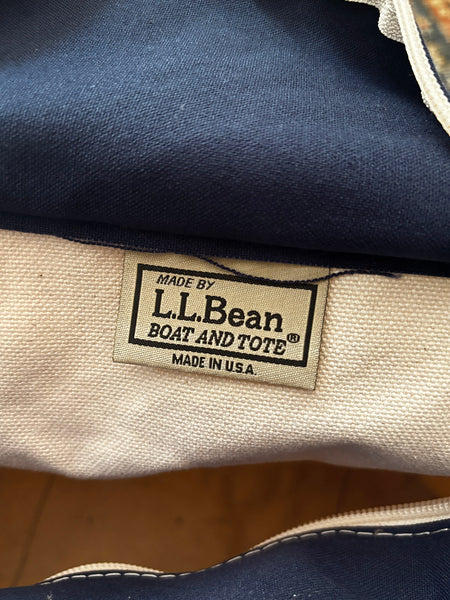 MADE BY
L.L.Bean
BOAT AND TOTE®
MADE IN U.S.A.